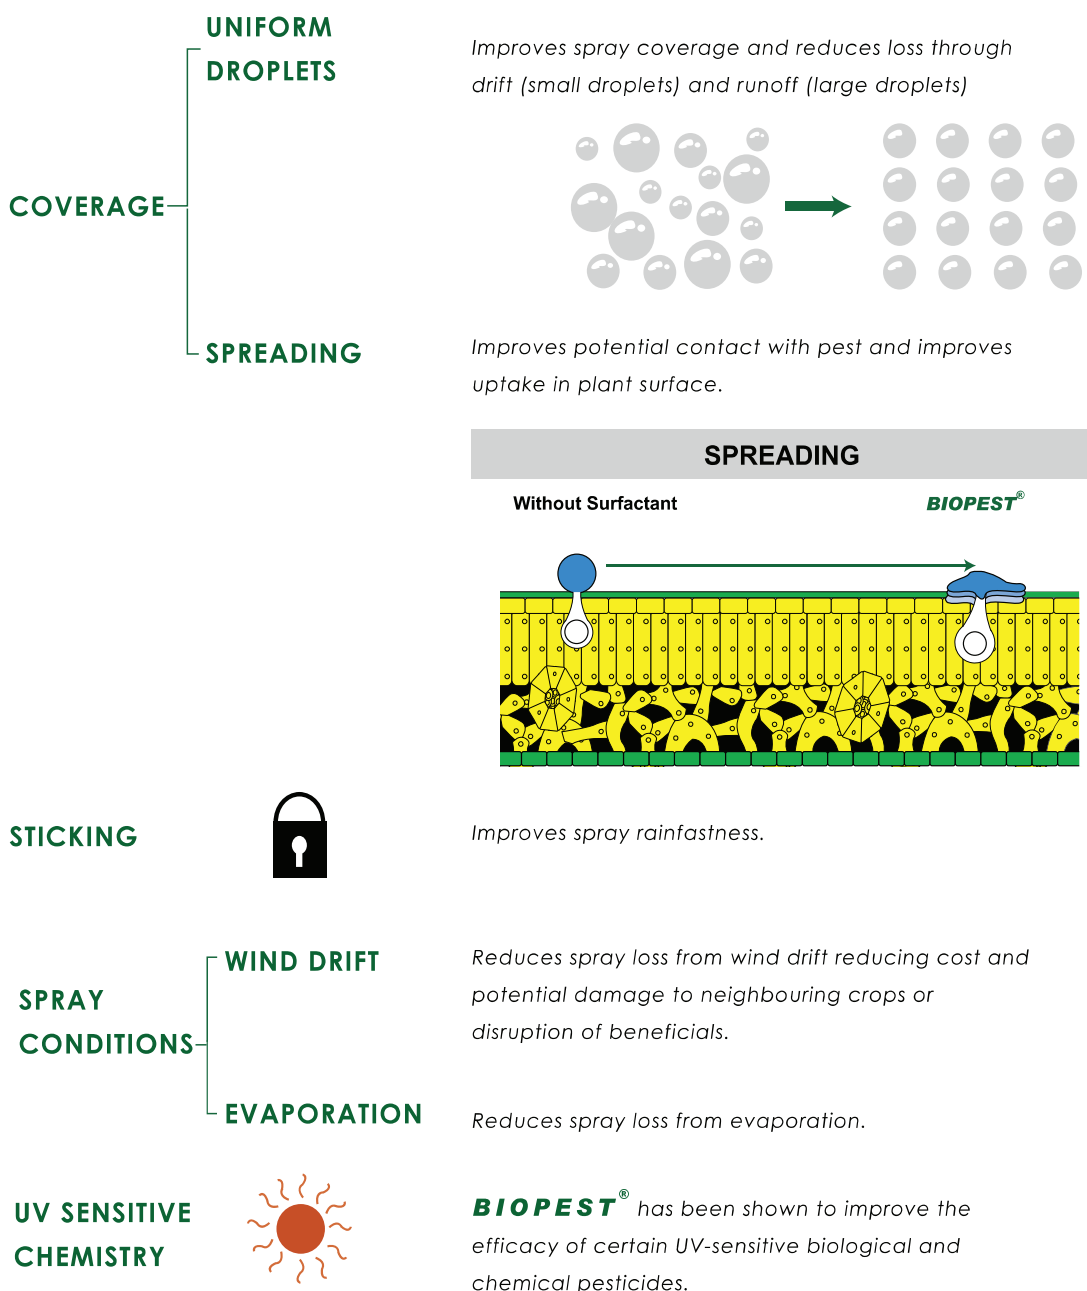 UNIFORM
DROPLETS
Improves spray coverage and reduces loss through
drift (small droplets) and runoff (large droplets)
COVERAGE
SPREADING
Improves potential contact with pest and improves
uptake in plant surface.
SPREADING
Without Surfactant
BIOPEST®
STICKING
Improves spray rainfastness.
SPRAY
CONDITIONS
WIND DRIFT
Reduces spray loss from wind drift reducing cost and
potential damage to neighbouring crops or
disruption of beneficials.
EVAPORATION
Reduces spray loss from evaporation.
UV SENSITIVE
CHEMISTRY
BIOPEST® has been shown to improve the
efficacy of certain UV-sensitive biological and
chemical pesticides.